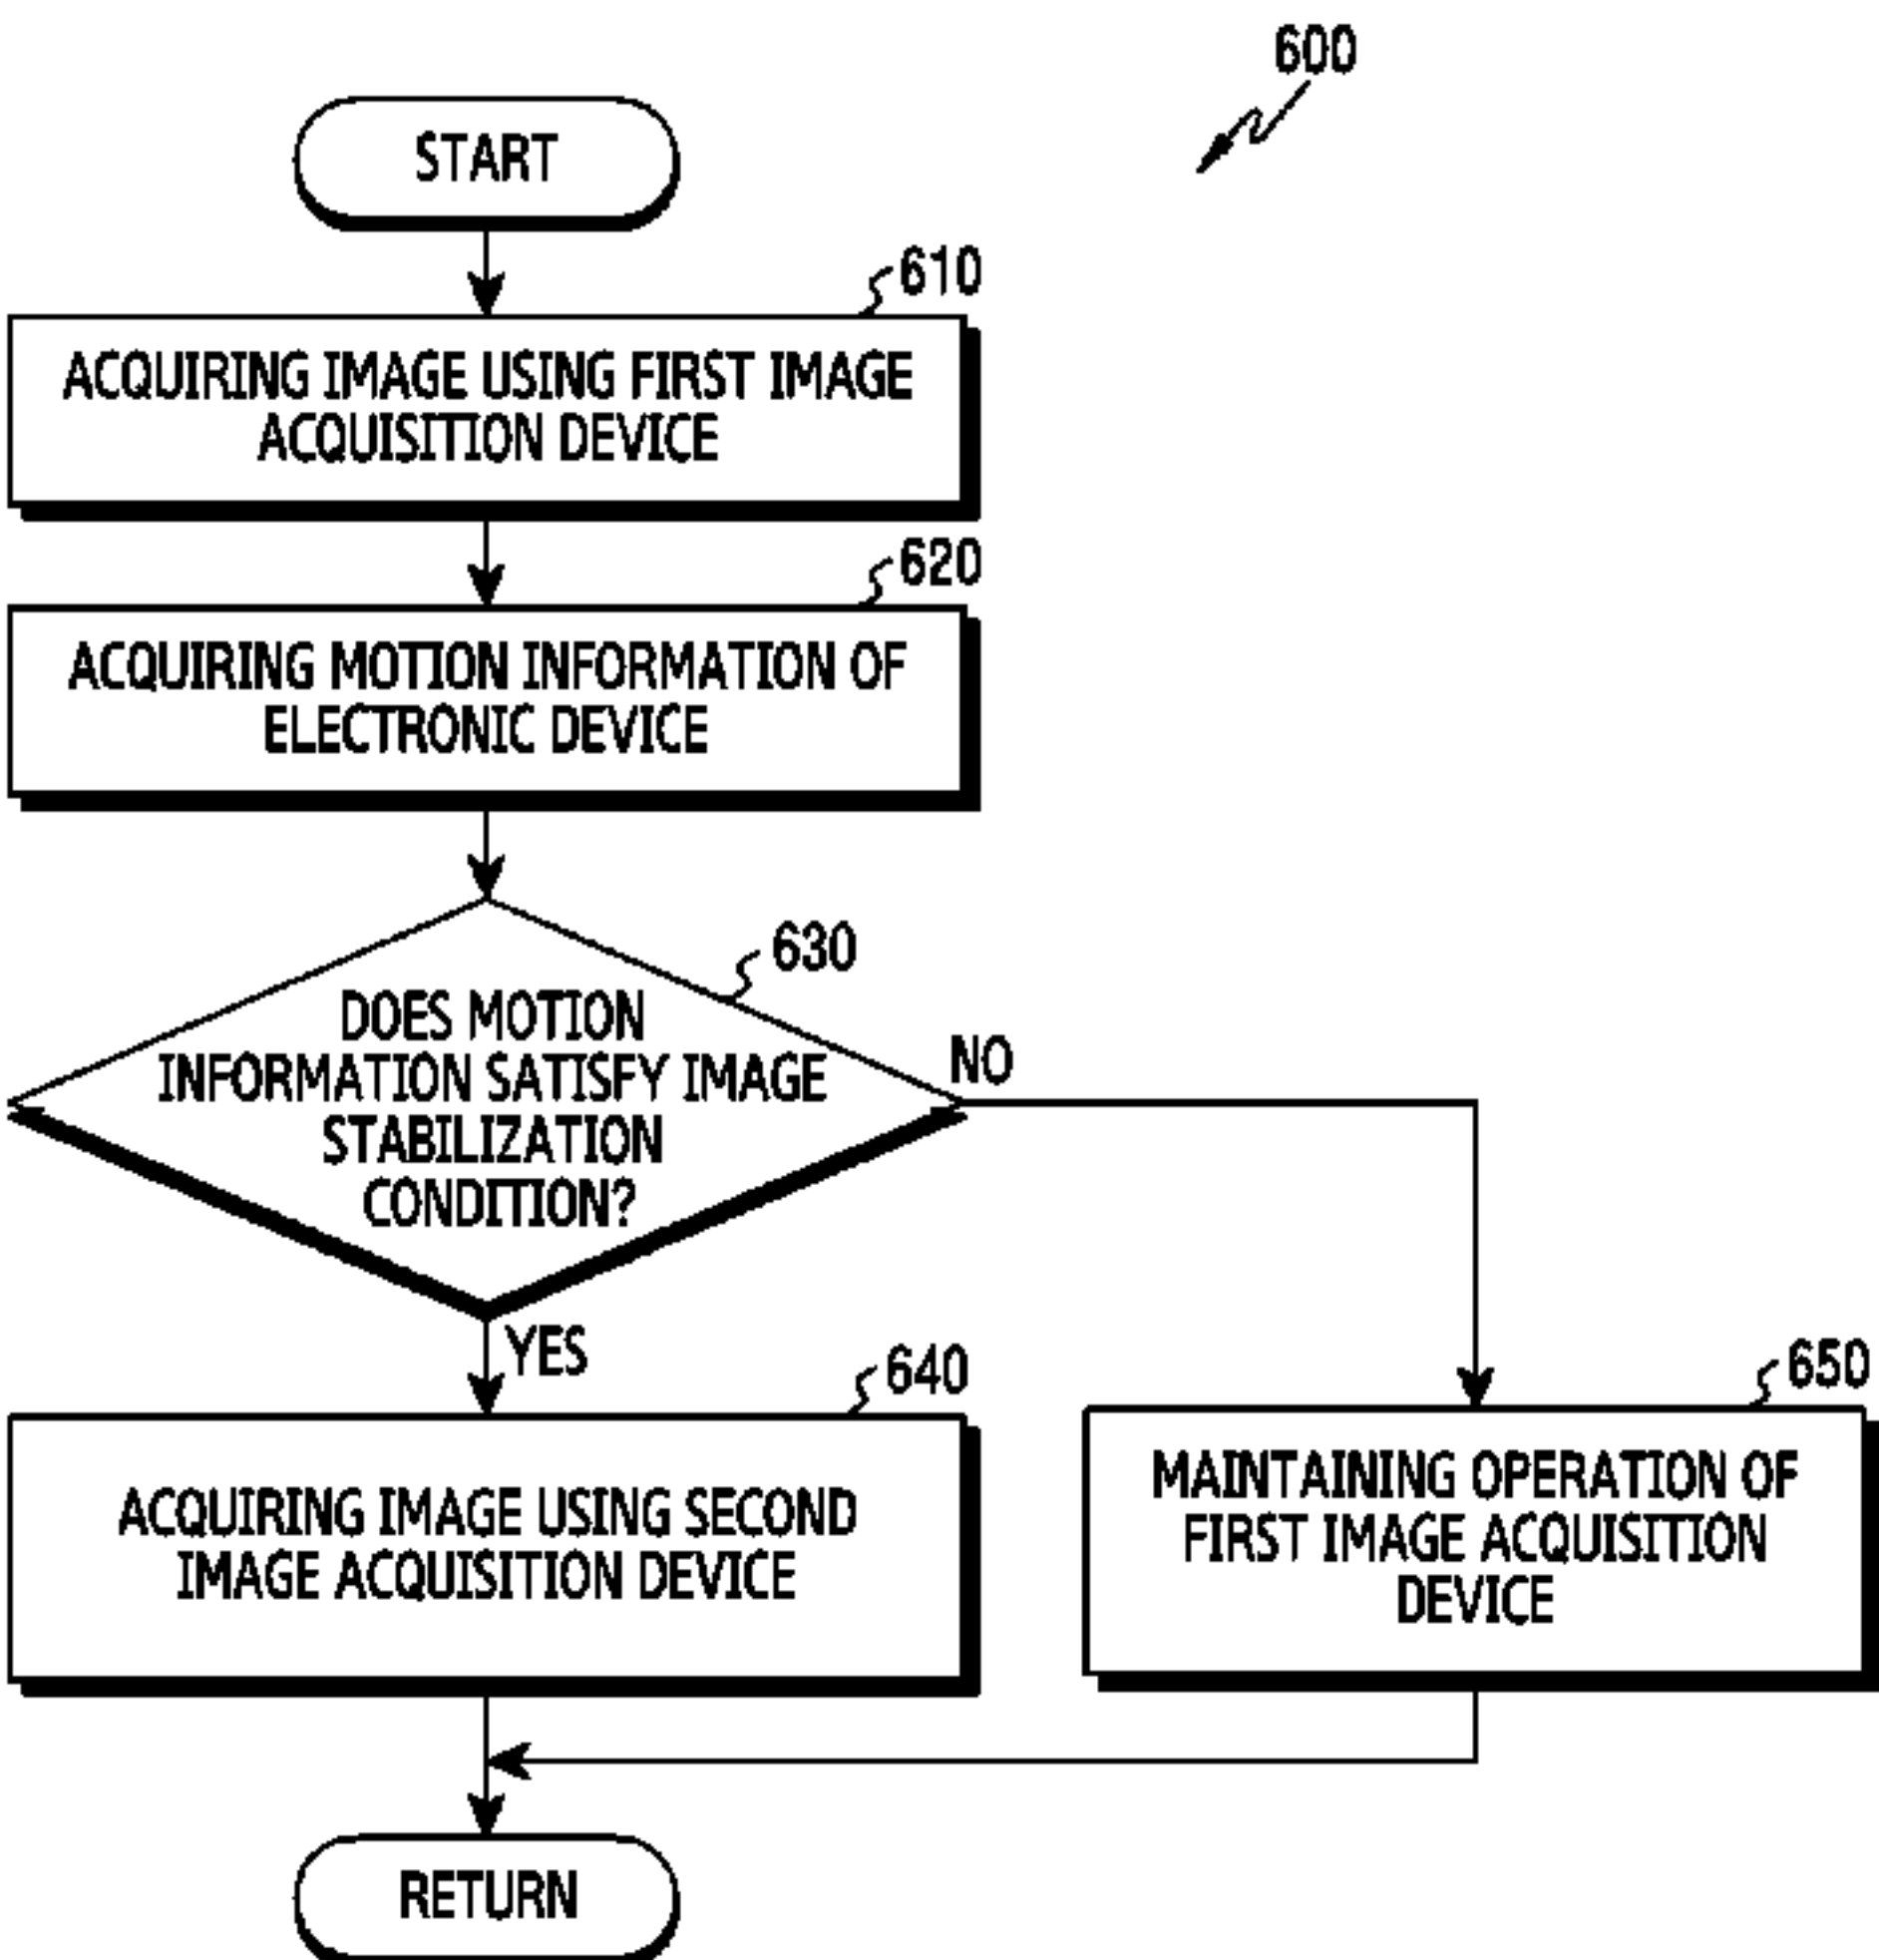 600
START
610
ACQUIRING IMAGE USING FIRST IMAGE
ACQUISITION DEVICE
620
ACQUIRING MOTION INFORMATION OF
ELECTRONIC DEVICE
630
DOES MOTION
INFORMATION SATISFY IMAGE
STABILIZATION
CONDITION?
NO
YES
640
ACQUIRING IMAGE USING SECOND
IMAGE ACQUISITION DEVICE
650
MAINTAINING OPERATION OF
FIRST IMAGE ACQUISITION
DEVICE
RETURN